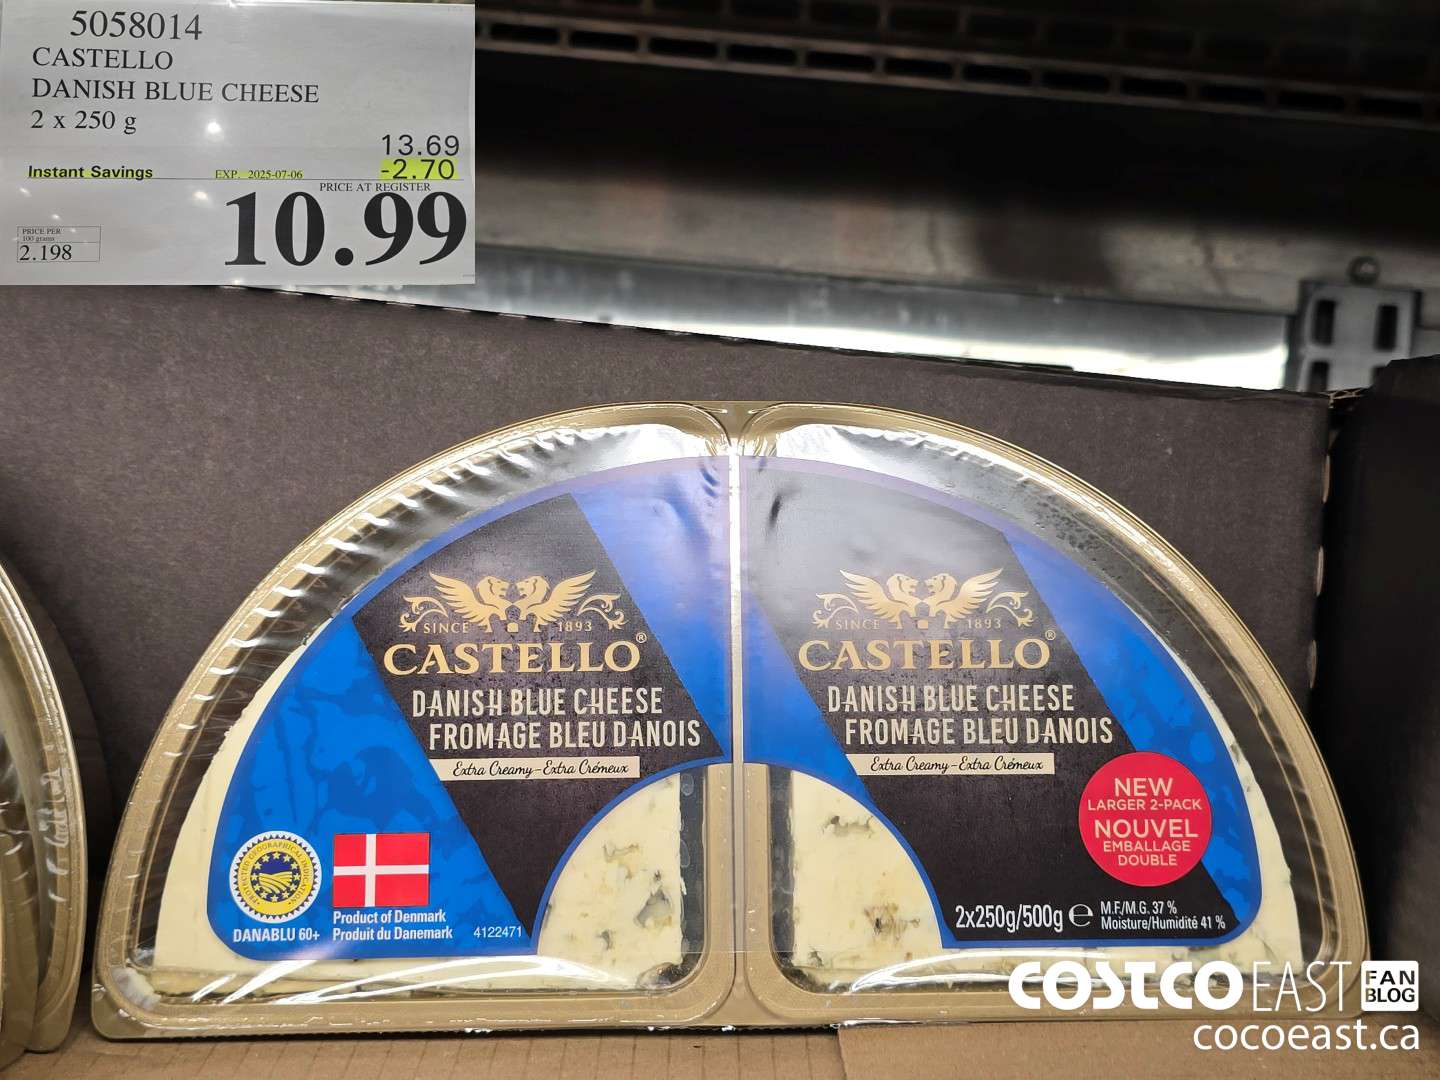 5058014
CASTELLO
DANISH BLUE CHEESE
2 x 250 g
13.69
Instant Savings EXP. 2025-07-06 -2.70
PRICE AT REGISTER
10.99
PRICE PER
100 grams
2.198
SINCE 1893
CASTELLO®
DANISH BLUE CHEESE
FROMAGE BLEU DANOIS
Extra Creamy-Extra Crémeux
PROTECTED GEOGRAPHICAL INDICATION
DANABLU 60+
Product of Denmark
Produit du Danemark
4122471
SINCE 1893
CASTELLO®
DANISH BLUE CHEESE
FROMAGE BLEU DANOIS
Extra Creamy-Extra Crémeux
NEW
LARGER 2-PACK
NOUVEL
EMBALLAGE
DOUBLE
2x250g/500g ℮
M.F./M.G. 37 %
Moisture/Humidité 41 %
COSTCO EAST FAN BLOG
cocoeast.ca